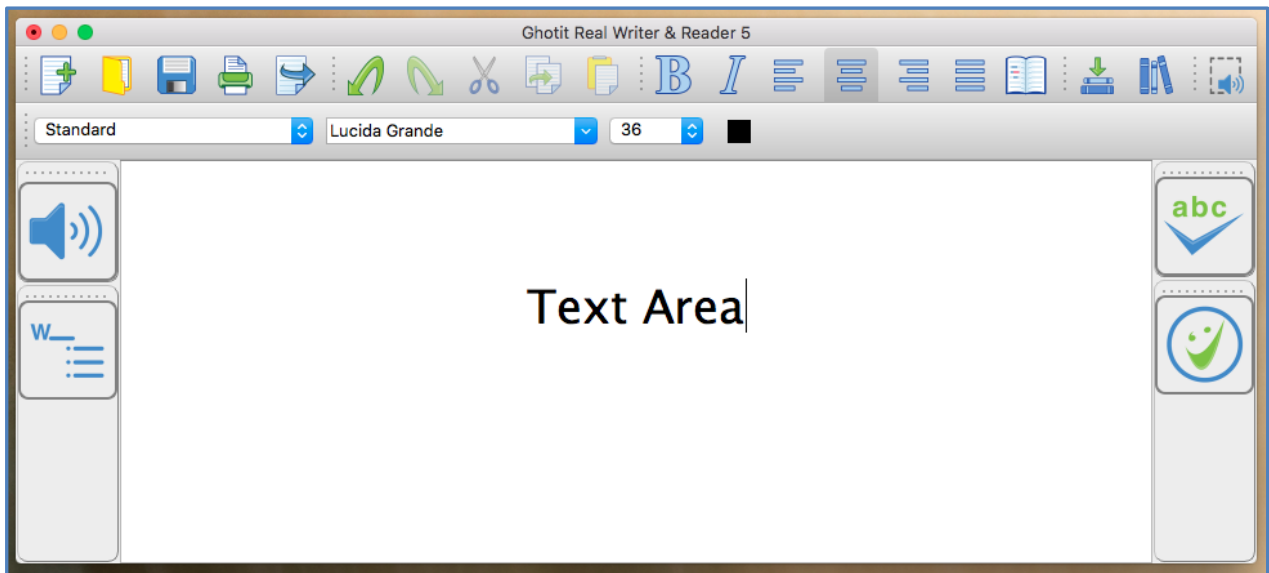 Ghotit Real Writer & Reader 5
B I
Standard Lucida Grande 36
abc
Text Area
W